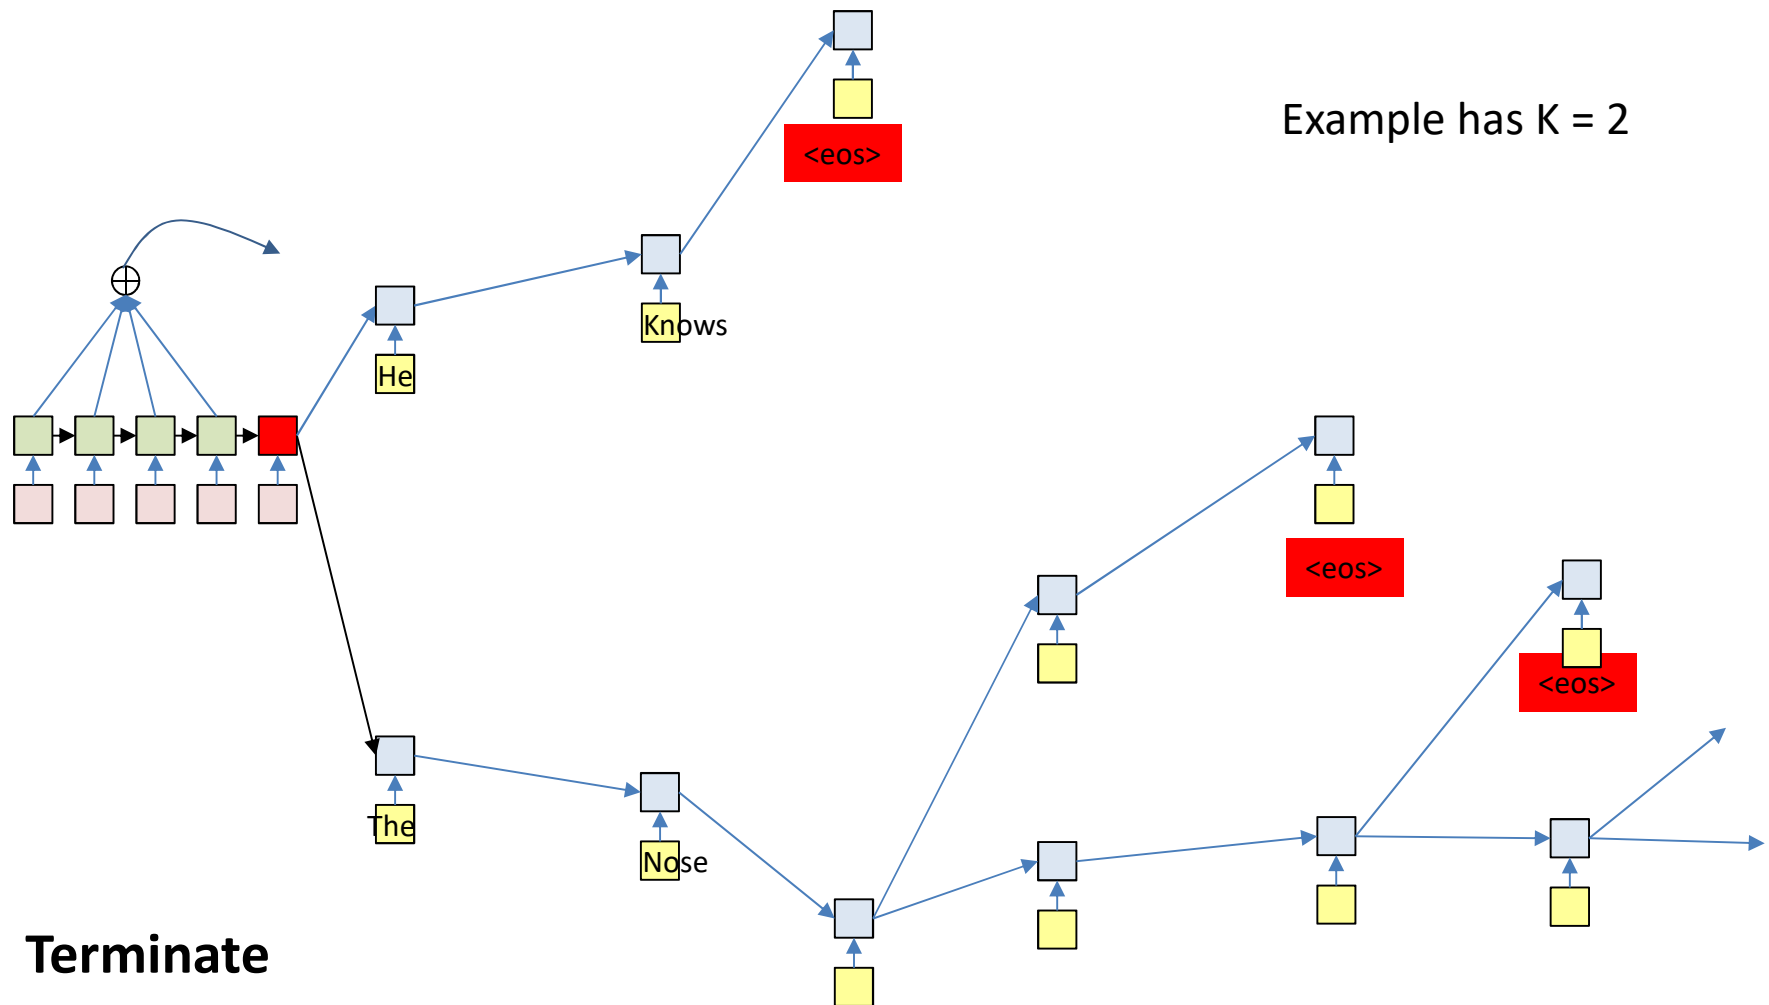 Example has K = 2
<eos>
Knows
He
<eos>
<eos>
The
Nose
Terminate